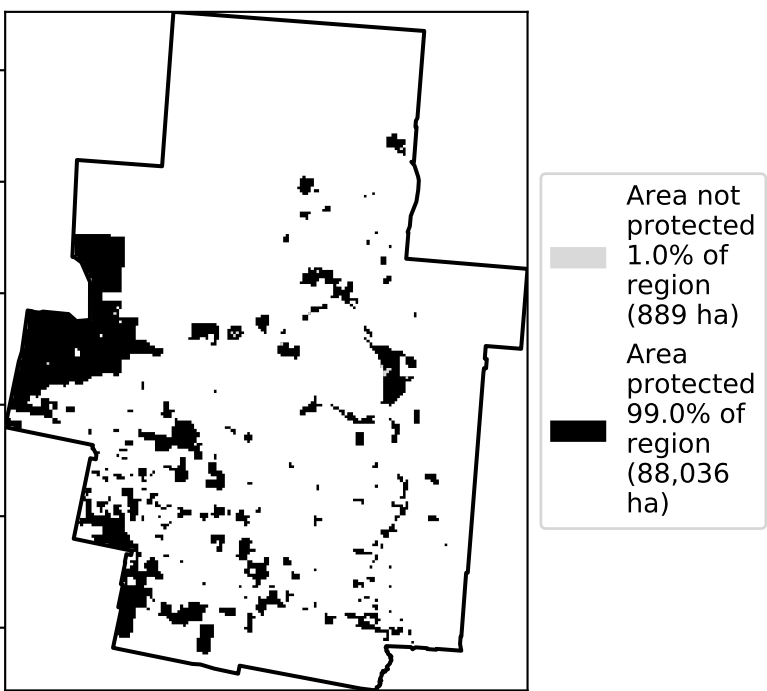 Area not
protected
1.0% of
region
(889 ha)
Area
protected
99.0% of
region
(88,036
ha)